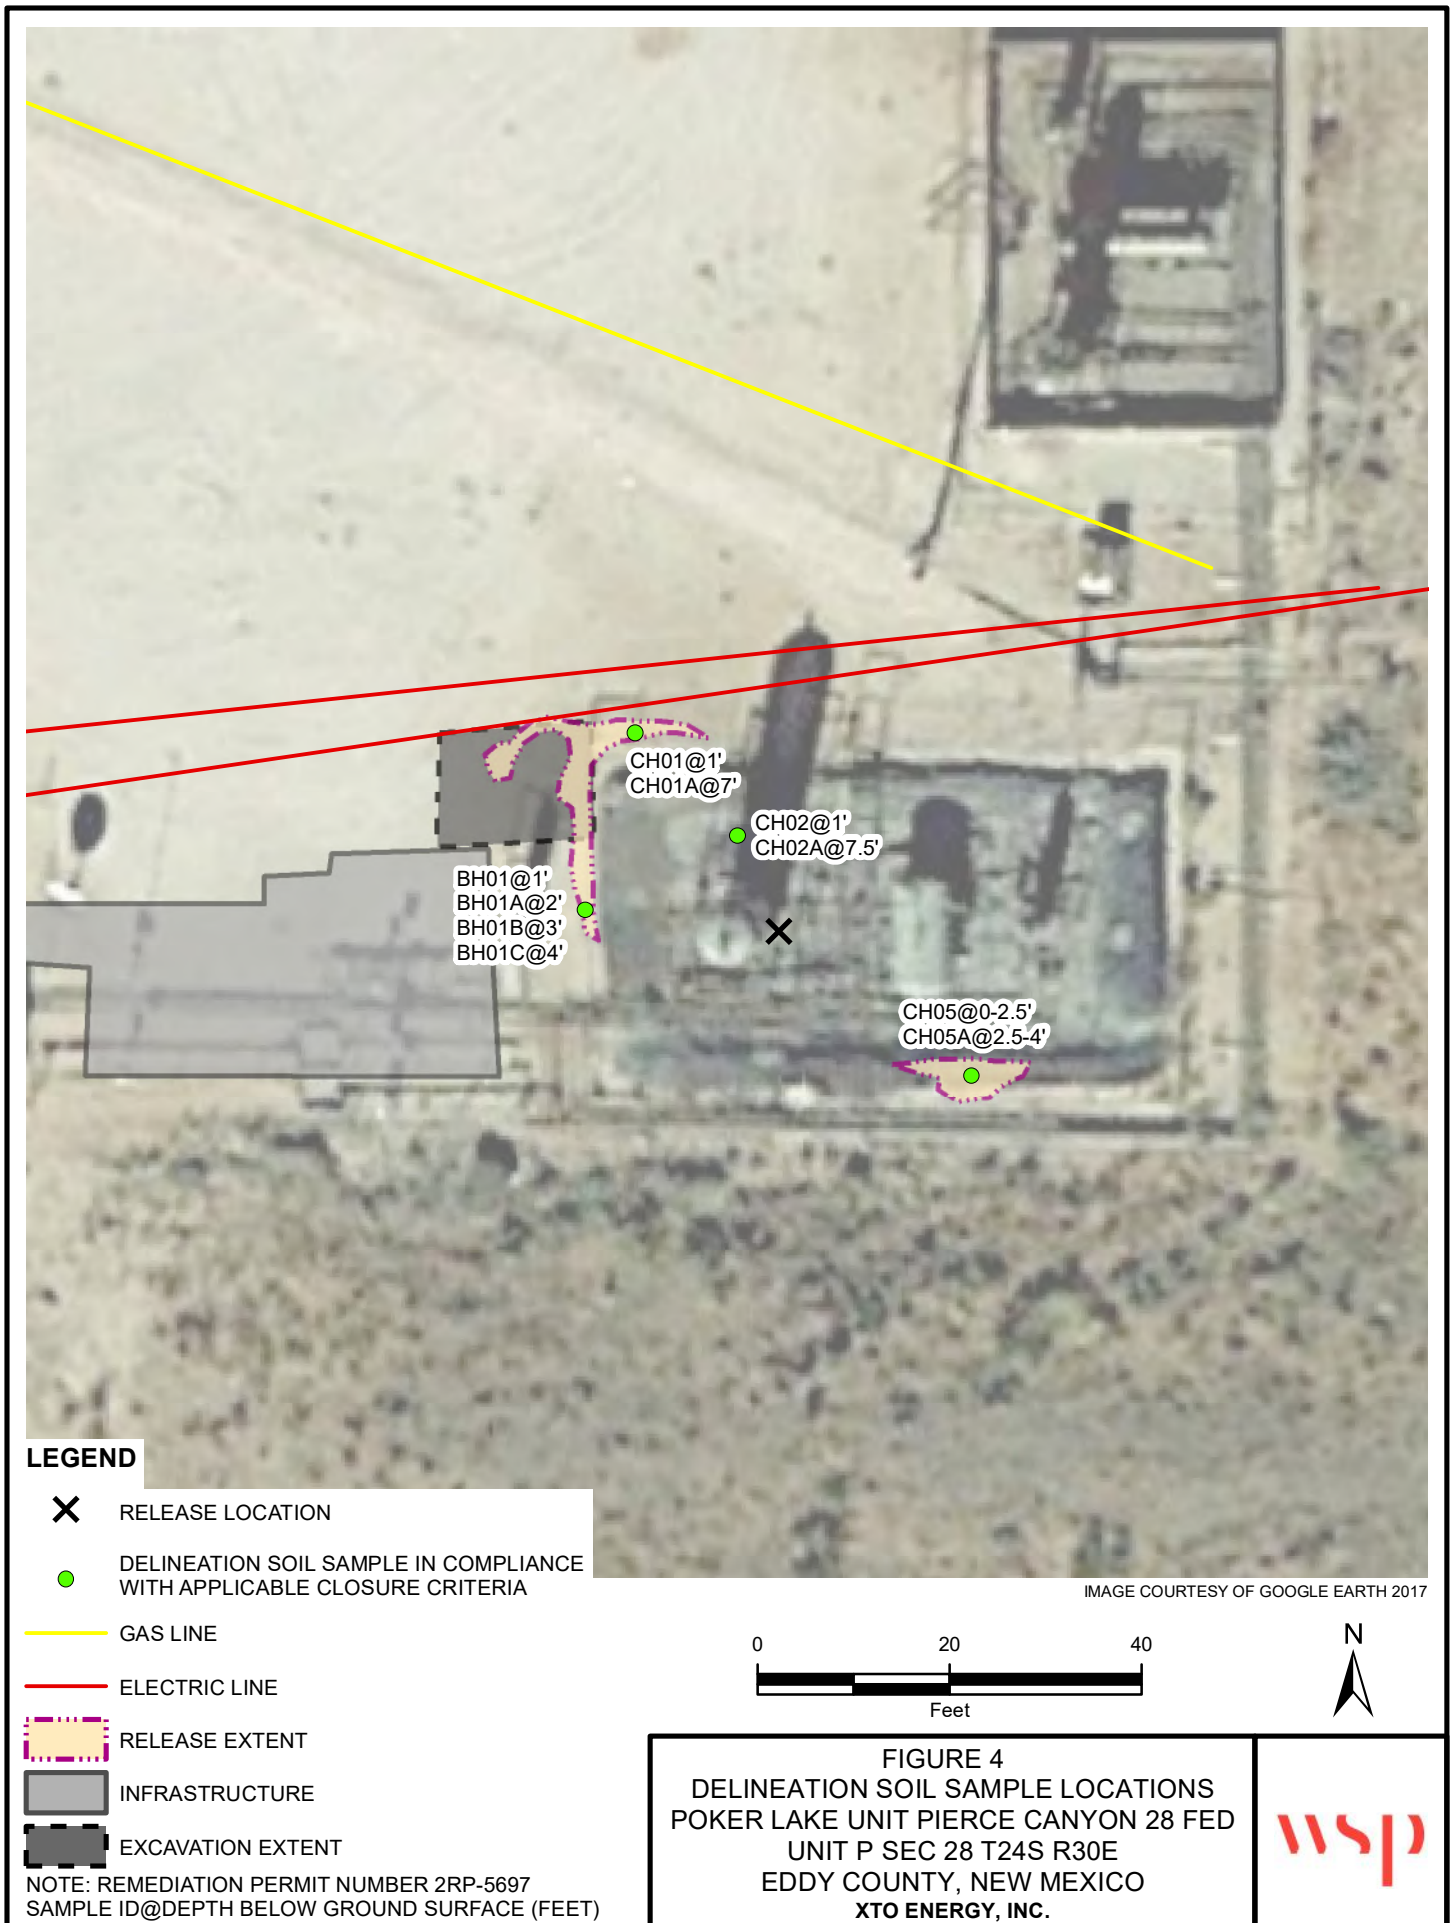 CH01@1'
CH01A@7'
CH02@1'
CH02A@7.5'
BH01@1'
BH01A@2'
BH01B@3'
BH01C@4'
CH05@0-2.5'
CH05A@2.5-4'
LEGEND
RELEASE LOCATION
DELINEATION SOIL SAMPLE IN COMPLIANCE
WITH APPLICABLE CLOSURE CRITERIA
GAS LINE
ELECTRIC LINE
RELEASE EXTENT
INFRASTRUCTURE
EXCAVATION EXTENT
NOTE: REMEDIATION PERMIT NUMBER 2RP-5697
SAMPLE ID@DEPTH BELOW GROUND SURFACE (FEET)
IMAGE COURTESY OF GOOGLE EARTH 2017
0 20 40
Feet
N
FIGURE 4
DELINEATION SOIL SAMPLE LOCATIONS
POKER LAKE UNIT PIERCE CANYON 28 FED
UNIT P SEC 28 T24S R30E
EDDY COUNTY, NEW MEXICO
XTO ENERGY, INC.
wsp